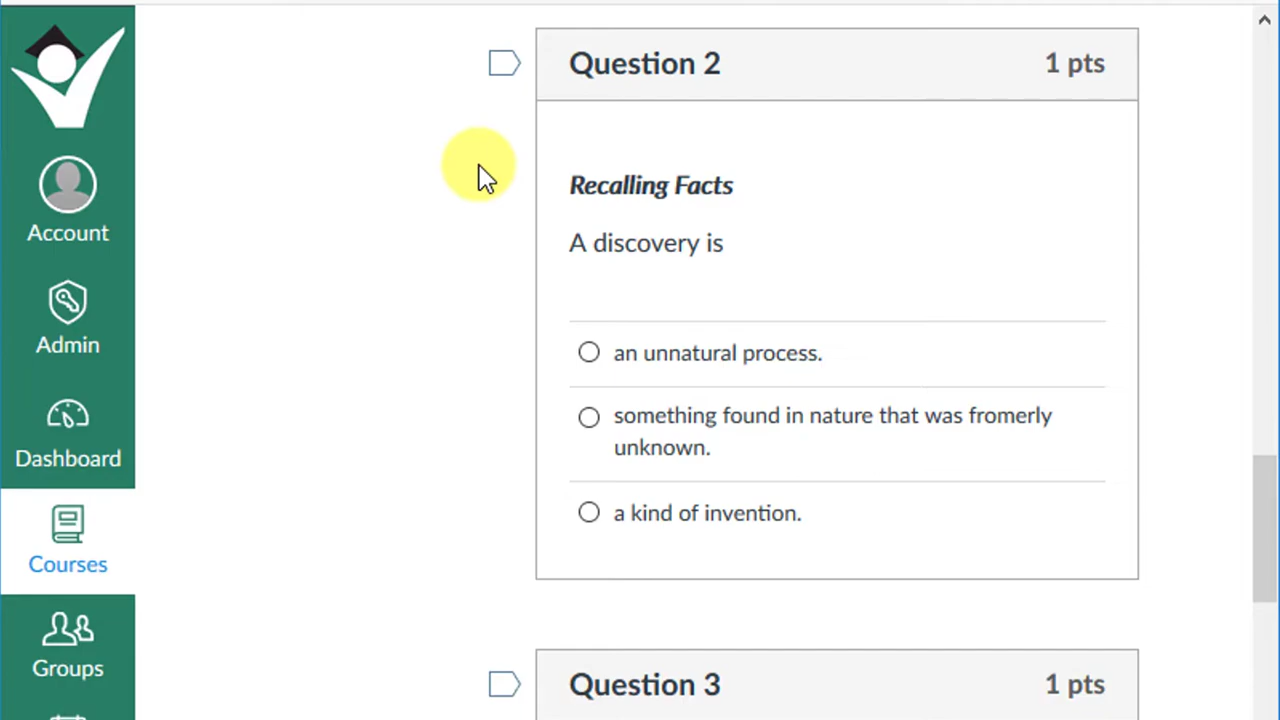 Question 2
1 pts
Recalling Facts
A discovery is
an unnatural process.
something found in nature that was fromerly
unknown.
a kind of invention.
Question 3
1 pts
Account
Admin
Dashboard
Courses
Groups